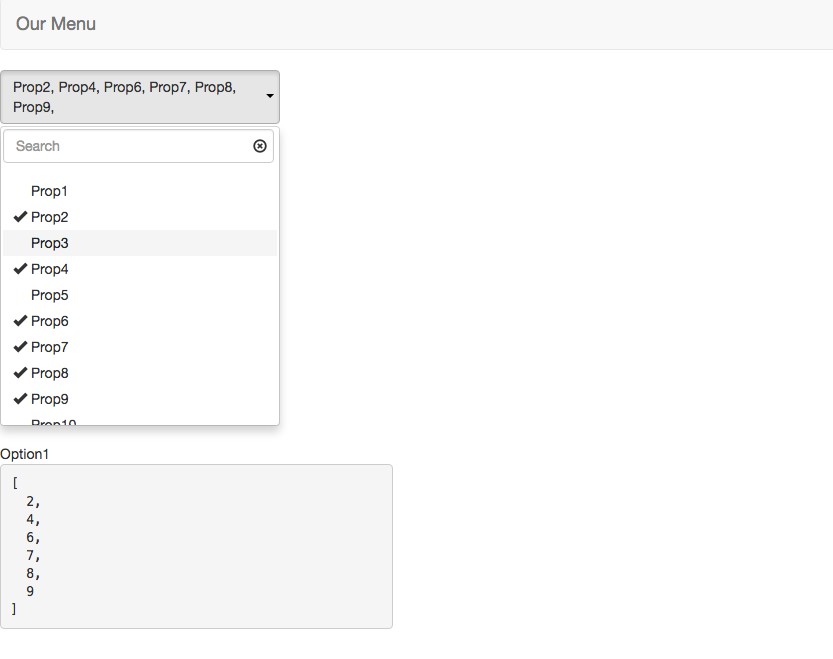 Our Menu
Prop2, Prop4, Prop6, Prop7, Prop8,
Prop9,
Search
Prop1
Prop2
Prop3
Prop4
Prop5
Prop6
Prop7
Prop8
Prop9
Prop10
Option1
[
2,
4,
6,
7,
8,
9
]